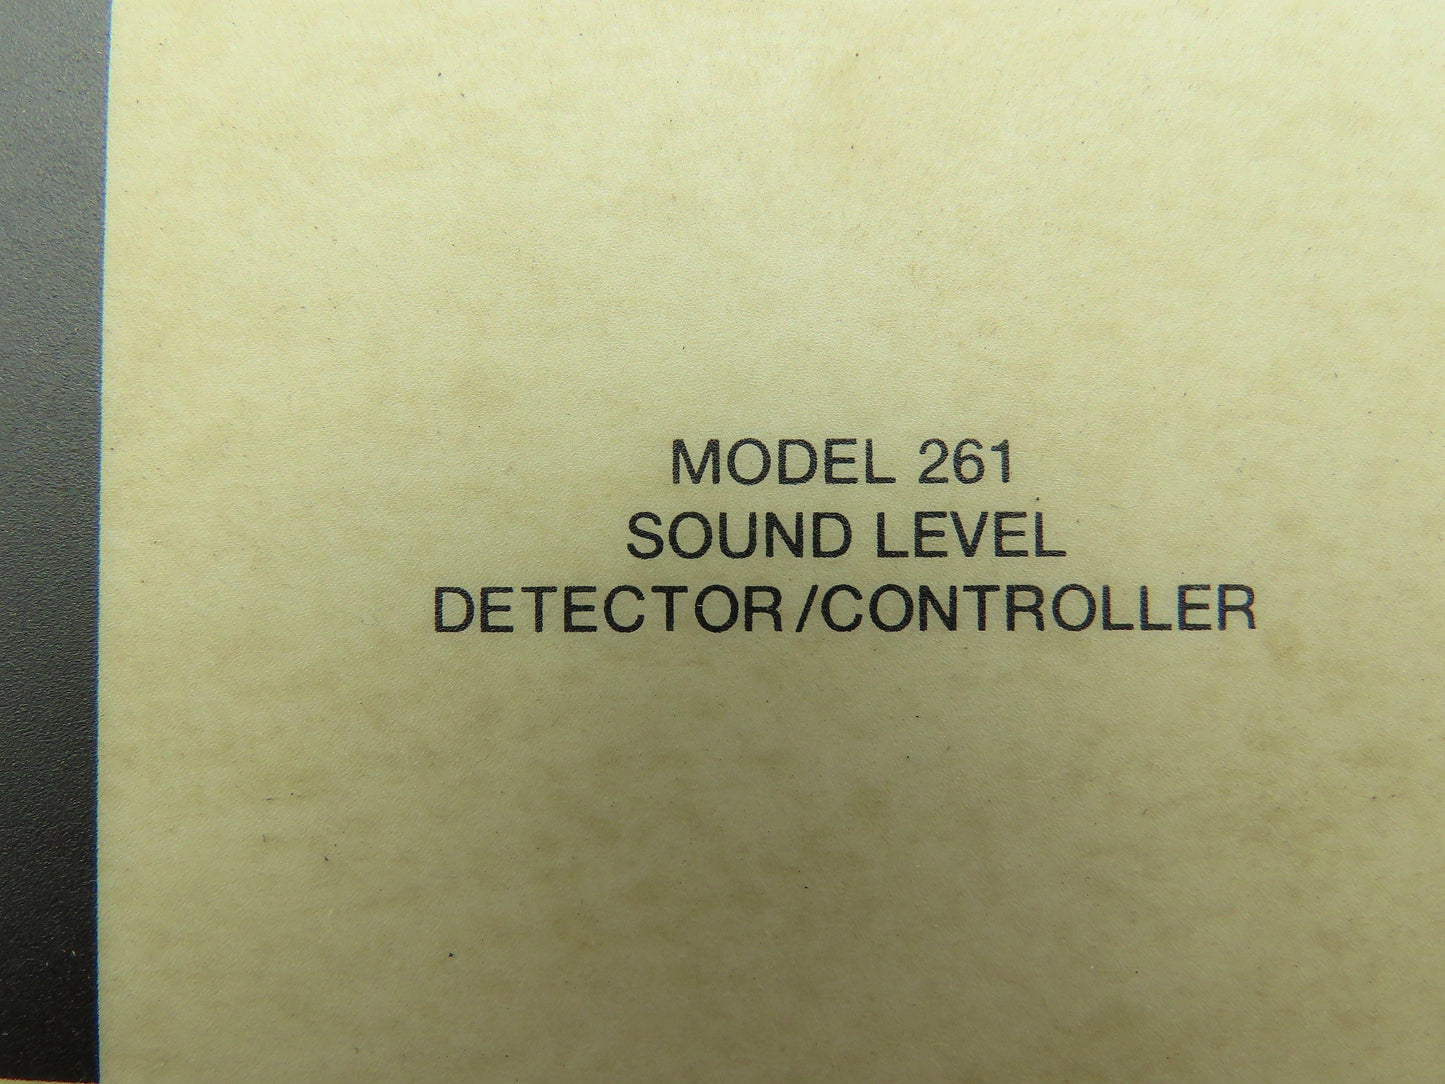 MODEL 261
SOUND LEVEL
DETECTOR/CONTROLLER